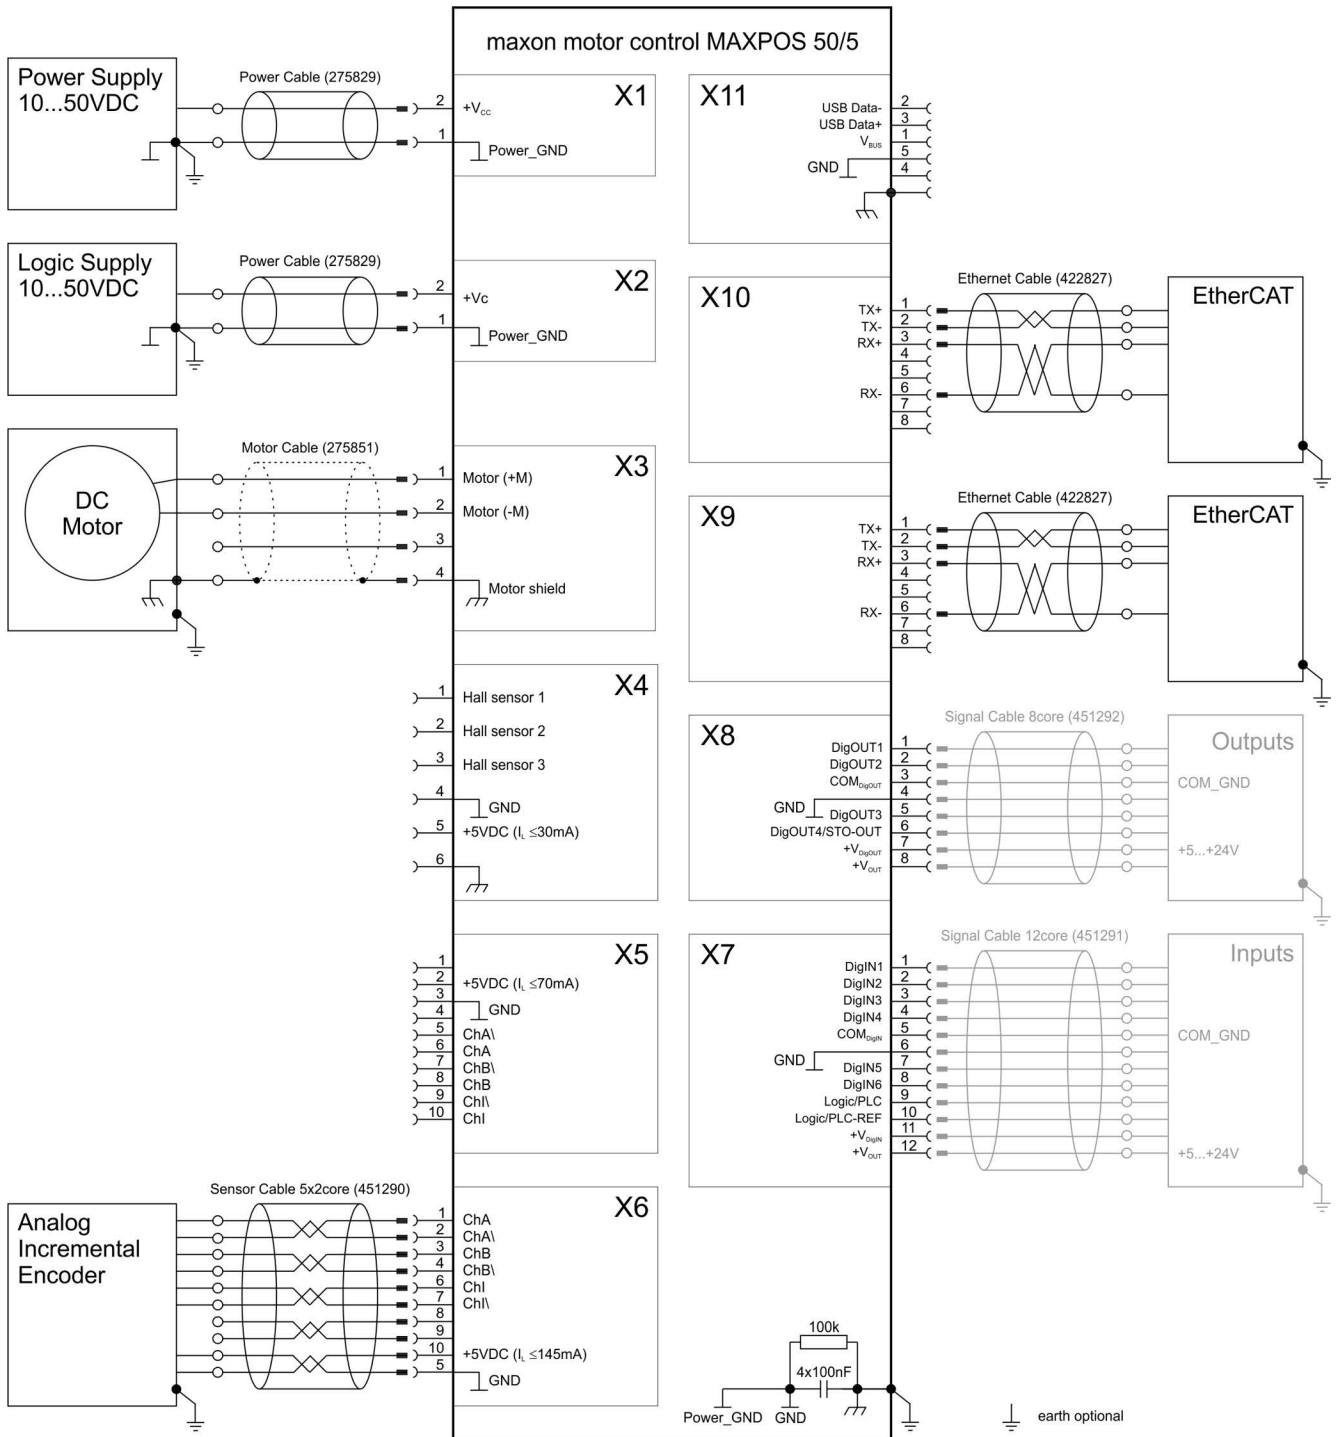 maxon motor control MAXPOS 50/5
Power Supply
10...50VDC
Power Cable (275829)
X1
2
+Vcc
1
Power_GND
Logic Supply
10...50VDC
Power Cable (275829)
X2
2
+Vc
1
Power_GND
DC
Motor
Motor Cable (275851)
X3
1
Motor (+M)
2
Motor (-M)
3
4
Motor shield
X4
1
Hall sensor 1
2
Hall sensor 2
3
Hall sensor 3
4
GND
5
+5VDC (IL ≤30mA)
6
X5
1
2
+5VDC (IL ≤70mA)
3
GND
4
5
ChA\
6
ChA
7
ChB\
8
ChB
9
ChI\
10
ChI
Analog
Incremental
Encoder
Sensor Cable 5x2core (451290)
X6
1
ChA
2
ChA\
3
ChB
4
ChB\
6
ChI
7
ChI\
8
9
10
+5VDC (IL ≤145mA)
5
GND
X11
USB Data-
2
USB Data+
3
VBUS
1
GND
5
4
X10
TX+
1
TX-
2
RX+
3
4
5
RX-
6
7
8
Ethernet Cable (422827)
EtherCAT
X9
TX+
1
TX-
2
RX+
3
4
5
RX-
6
7
8
Ethernet Cable (422827)
EtherCAT
X8
DigOUT1
1
DigOUT2
2
COMDigOUT
3
GND
4
DigOUT3
5
DigOUT4/STO-OUT
6
+VDigOUT
7
+VOUT
8
Signal Cable 8core (451292)
Outputs
COM_GND
+5...+24V
X7
DigIN1
1
DigIN2
2
DigIN3
3
DigIN4
4
COMDigIN
5
GND
6
DigIN5
7
DigIN6
8
Logic/PLC
9
Logic/PLC-REF
10
+VDigIN
11
+VOUT
12
Signal Cable 12core (451291)
Inputs
COM_GND
+5...+24V
100k
4x100nF
Power_GND
GND
earth optional